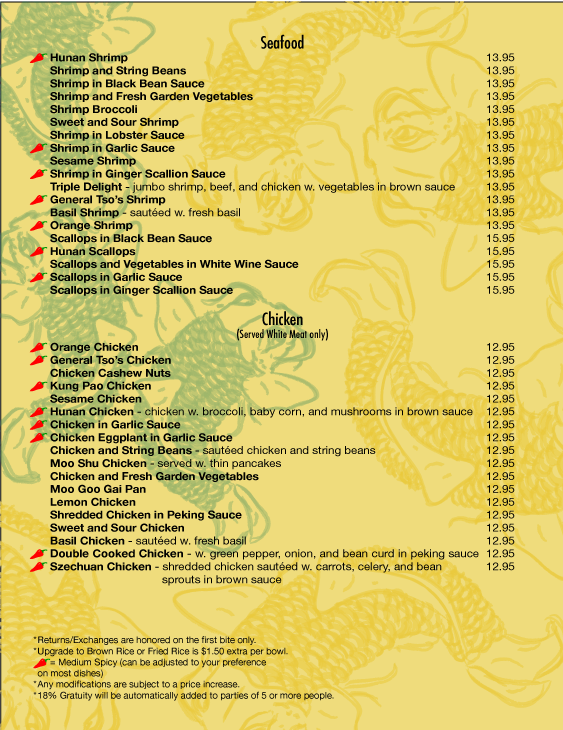 Seafood
Hunan Shrimp 13.95
Shrimp and String Beans 13.95
Shrimp in Black Bean Sauce 13.95
Shrimp and Fresh Garden Vegetables 13.95
Shrimp Broccoli 13.95
Sweet and Sour Shrimp 13.95
Shrimp in Lobster Sauce 13.95
Shrimp in Garlic Sauce 13.95
Sesame Shrimp 13.95
Shrimp in Ginger Scallion Sauce 13.95
Triple Delight - jumbo shrimp, beef, and chicken w. vegetables in brown sauce 13.95
General Tso's Shrimp 13.95
Basil Shrimp - sautéed w. fresh basil 13.95
Orange Shrimp 13.95
Scallops in Black Bean Sauce 15.95
Hunan Scallops 15.95
Scallops and Vegetables in White Wine Sauce 15.95
Scallops in Garlic Sauce 15.95
Scallops in Ginger Scallion Sauce 15.95
Chicken
(Served White Meat only)
Orange Chicken 12.95
General Tso's Chicken 12.95
Chicken Cashew Nuts 12.95
Kung Pao Chicken 12.95
Sesame Chicken 12.95
Hunan Chicken - chicken w. broccoli, baby corn, and mushrooms in brown sauce 12.95
Chicken in Garlic Sauce 12.95
Chicken Eggplant in Garlic Sauce 12.95
Chicken and String Beans - sautéed chicken and string beans 12.95
Moo Shu Chicken - served w. thin pancakes 12.95
Chicken and Fresh Garden Vegetables 12.95
Moo Goo Gai Pan 12.95
Lemon Chicken 12.95
Shredded Chicken in Peking Sauce 12.95
Sweet and Sour Chicken 12.95
Basil Chicken - sautéed w. fresh basil 12.95
Double Cooked Chicken - w. green pepper, onion, and bean curd in peking sauce 12.95
Szechuan Chicken - shredded chicken sautéed w. carrots, celery, and bean 12.95
sprouts in brown sauce
*Returns/Exchanges are honored on the first bite only.
*Upgrade to Brown Rice or Fried Rice is $1.50 extra per bowl.
= Medium Spicy (can be adjusted to your preference
on most dishes)
*Any modifications are subject to a price increase.
*18% Gratuity will be automatically added to parties of 5 or more people.